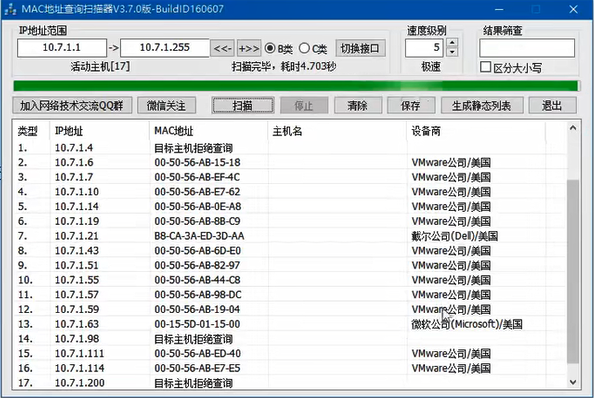 MAC地址查询扫描器V3.7.0版-BuildID160607
IP地址范围 速度级别 结果筛查
10.7.1.1 -> 10.7.1.255 <<- +>> B类 C类 切换接口 5
活动主机[17] 扫描完毕，耗时4.703秒 极速 区分大小写
加入网络技术交流QQ群 微信关注 扫描 停止 清除 保存 生成静态列表 退出
类型 IP地址 MAC地址 主机名 设备商
1. 10.7.1.4 目标主机拒绝查询
2. 10.7.1.6 00-50-56-AB-15-18 VMware公司/美国
3. 10.7.1.7 00-50-56-AB-EF-4C VMware公司/美国
4. 10.7.1.10 00-50-56-AB-E7-62 VMware公司/美国
5. 10.7.1.14 00-50-56-AB-0E-A8 VMware公司/美国
6. 10.7.1.19 00-50-56-AB-8B-C9 VMware公司/美国
7. 10.7.1.21 B8-CA-3A-ED-3D-AA 戴尔公司(Dell)/美国
8. 10.7.1.43 00-50-56-AB-6D-E0 VMware公司/美国
9. 10.7.1.51 00-50-56-AB-82-97 VMware公司/美国
10. 10.7.1.55 00-50-56-AB-44-C8 VMware公司/美国
11. 10.7.1.57 00-50-56-AB-98-DC VMware公司/美国
12. 10.7.1.59 00-50-56-AB-19-04 VMware公司/美国
13. 10.7.1.63 00-15-5D-01-15-00 微软公司(Microsoft)/美国
14. 10.7.1.98 目标主机拒绝查询
15. 10.7.1.111 00-50-56-AB-ED-40 VMware公司/美国
16. 10.7.1.114 00-50-56-AB-E7-E5 VMware公司/美国
17. 10.7.1.200 目标主机拒绝查询